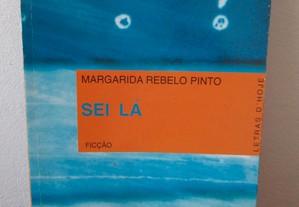 MARGARIDA REBELO PINTO
SEI LÁ
FICÇÃO
LETRAS D'HOJE